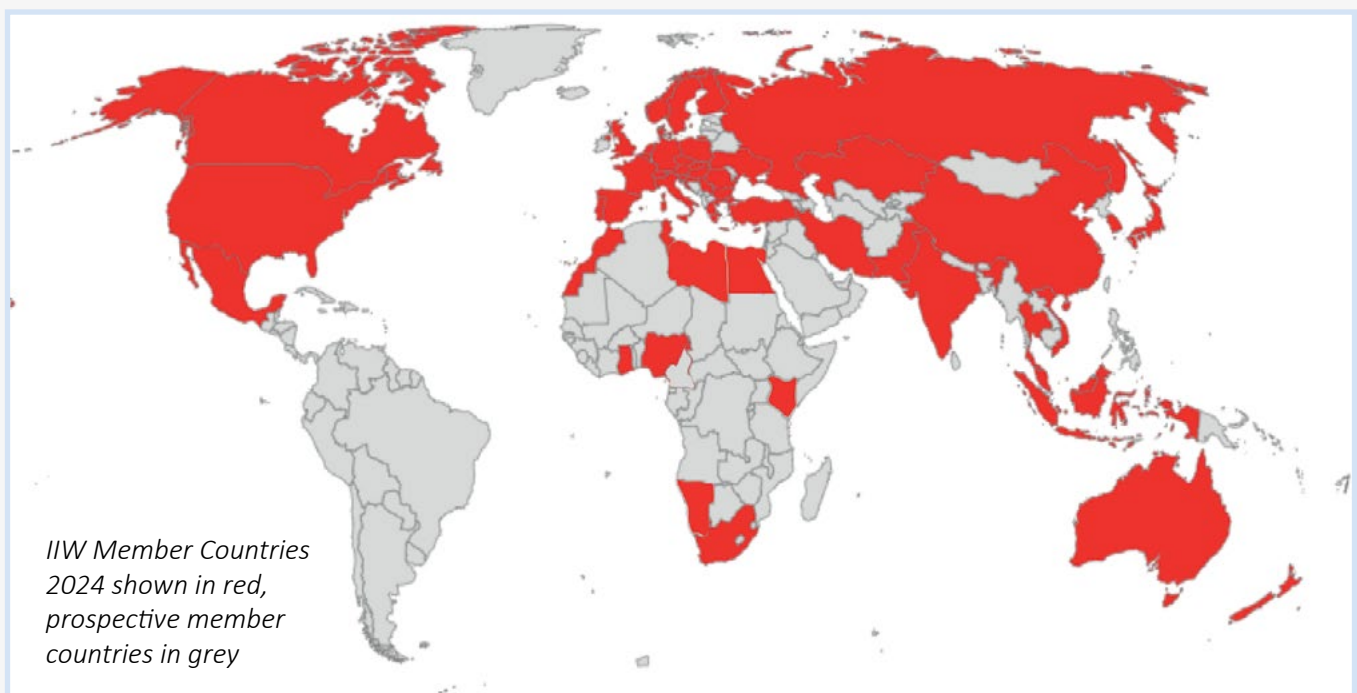 IIW Member Countries
2024 shown in red,
prospective member
countries in grey